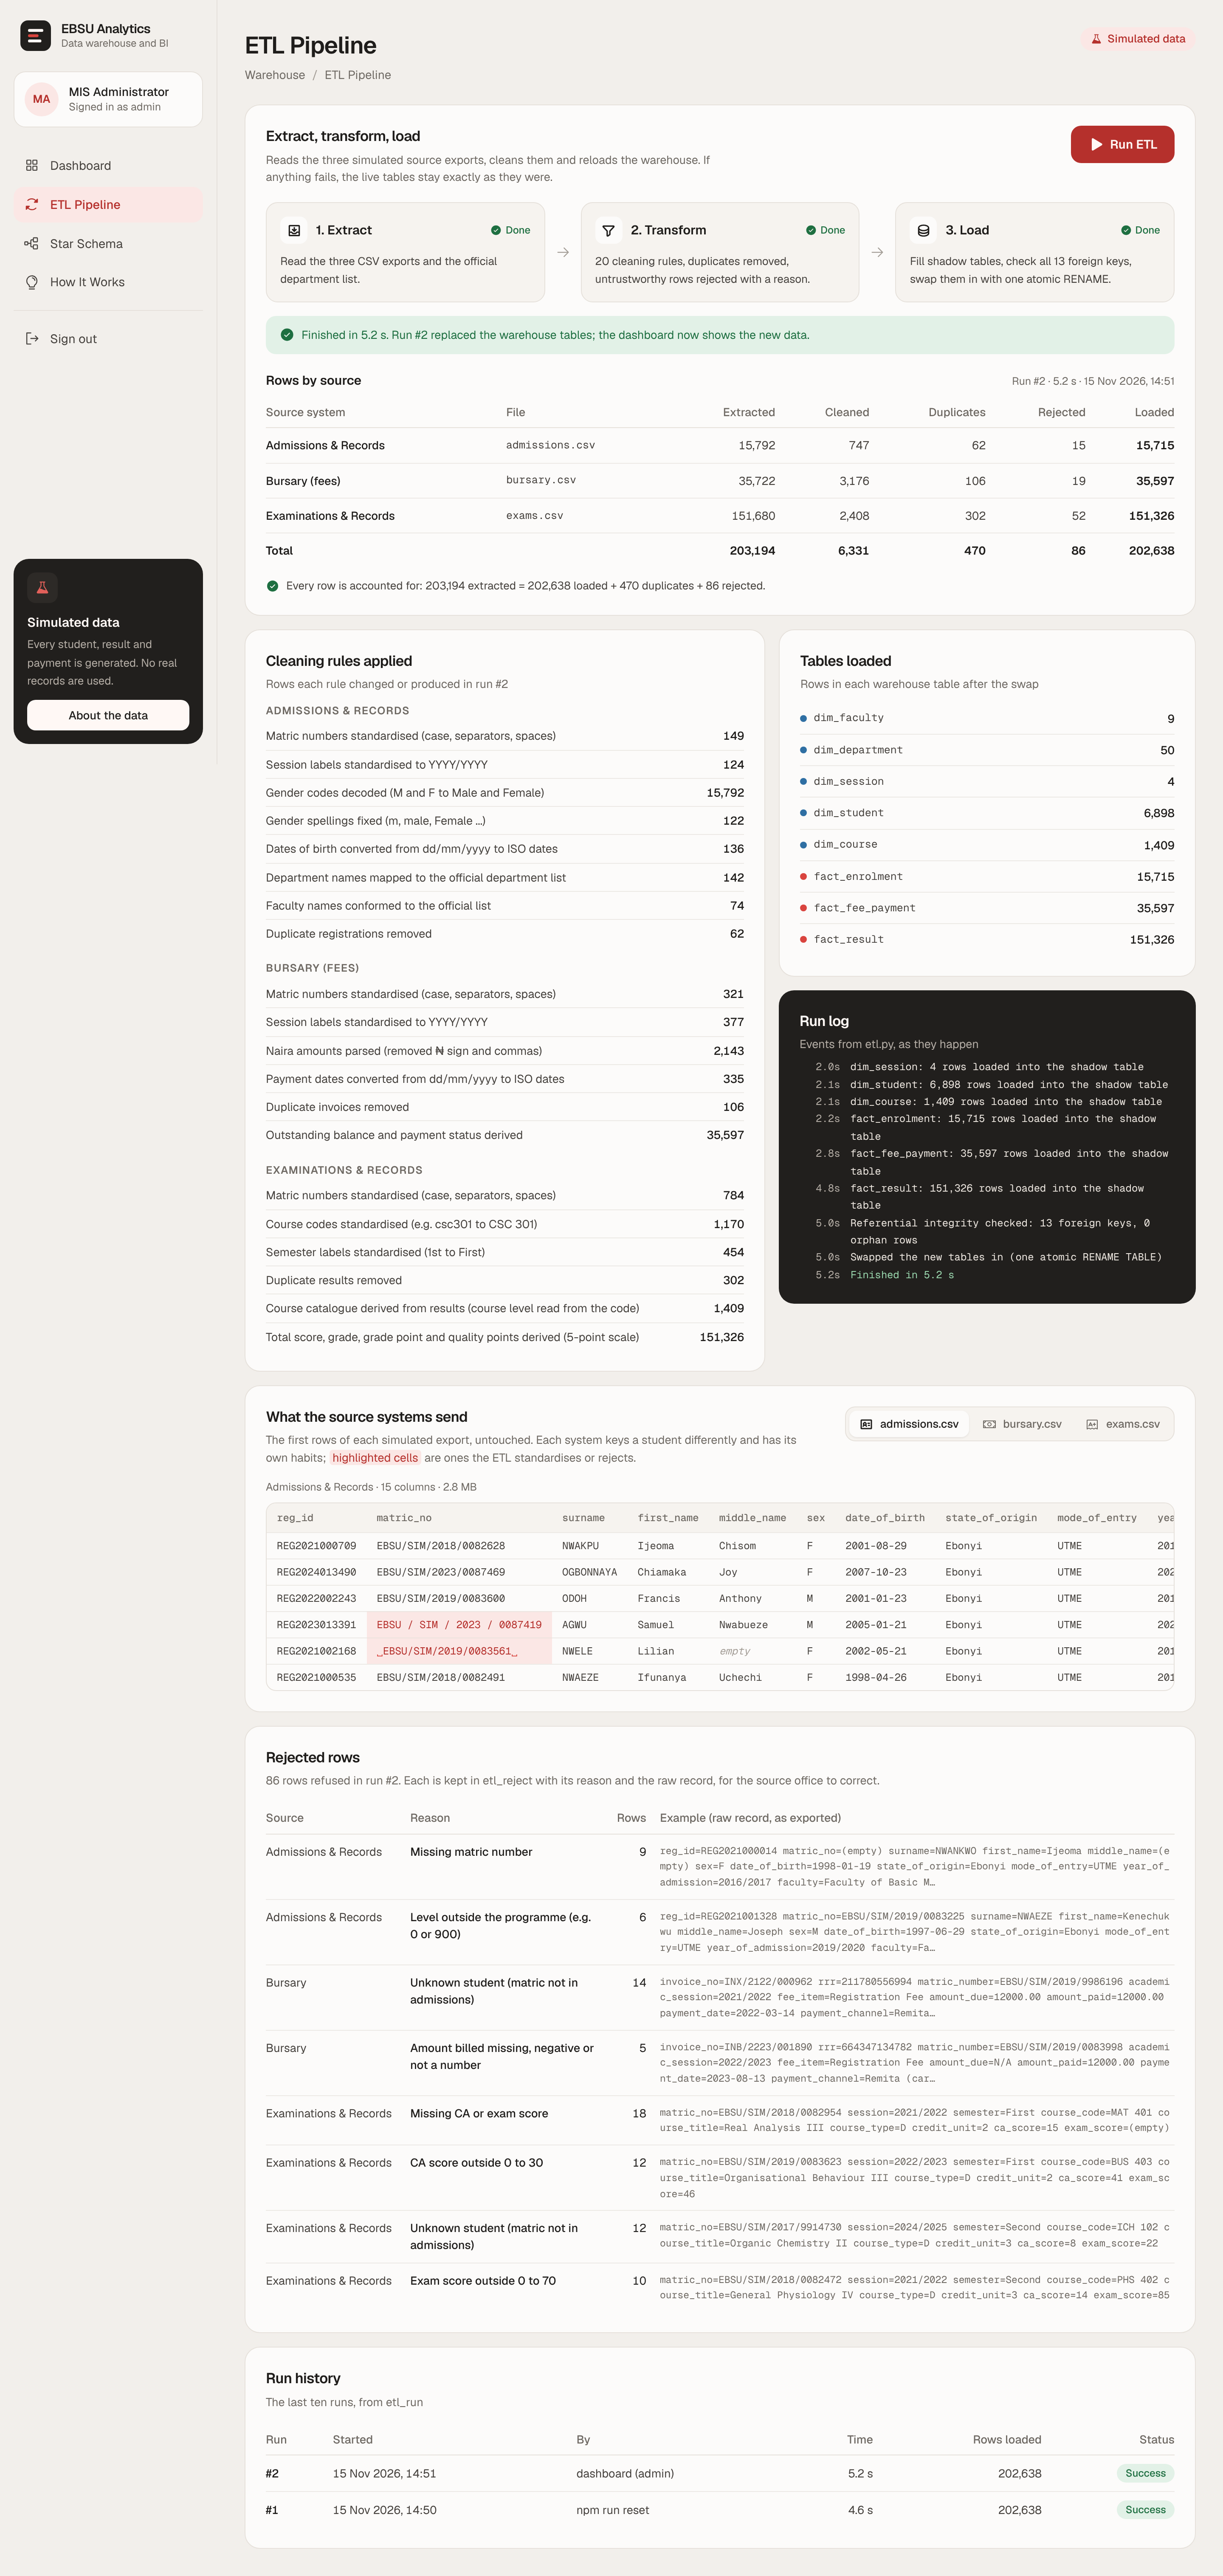 EBSU Analytics
Data warehouse and BI
MA
MIS Administrator
Signed in as admin
Dashboard
ETL Pipeline
Star Schema
How It Works
Sign out
Simulated data
Every student, result and
payment is generated. No real
records are used.
About the data
ETL Pipeline
Warehouse / ETL Pipeline
Simulated data
Extract, transform, load
Reads the three simulated source exports, cleans them and reloads the warehouse. If
anything fails, the live tables stay exactly as they were.
Run ETL
1. Extract
Done
Read the three CSV exports and the official
department list.
2. Transform
Done
20 cleaning rules, duplicates removed,
untrustworthy rows rejected with a reason.
3. Load
Done
Fill shadow tables, check all 13 foreign keys,
swap them in with one atomic RENAME.
Finished in 5.2 s. Run #2 replaced the warehouse tables; the dashboard now shows the new data.
Rows by source
Run #2 · 5.2 s · 15 Nov 2026, 14:51
Source system File Extracted Cleaned Duplicates Rejected Loaded
Admissions & Records admissions.csv 15,792 747 62 15 15,715
Bursary (fees) bursary.csv 35,722 3,176 106 19 35,597
Examinations & Records exams.csv 151,680 2,408 302 52 151,326
Total 203,194 6,331 470 86 202,638
Every row is accounted for: 203,194 extracted = 202,638 loaded + 470 duplicates + 86 rejected.
Cleaning rules applied
Rows each rule changed or produced in run #2
ADMISSIONS & RECORDS
Matric numbers standardised (case, separators, spaces) 149
Session labels standardised to YYYY/YYYY 124
Gender codes decoded (M and F to Male and Female) 15,792
Gender spellings fixed (m, male, Female ...) 122
Dates of birth converted from dd/mm/yyyy to ISO dates 136
Department names mapped to the official department list 142
Faculty names conformed to the official list 74
Duplicate registrations removed 62
BURSARY (FEES)
Matric numbers standardised (case, separators, spaces) 321
Session labels standardised to YYYY/YYYY 377
Naira amounts parsed (removed ₦ sign and commas) 2,143
Payment dates converted from dd/mm/yyyy to ISO dates 335
Duplicate invoices removed 106
Outstanding balance and payment status derived 35,597
EXAMINATIONS & RECORDS
Matric numbers standardised (case, separators, spaces) 784
Course codes standardised (e.g. csc301 to CSC 301) 1,170
Semester labels standardised (1st to First) 454
Duplicate results removed 302
Course catalogue derived from results (course level read from the code) 1,409
Total score, grade, grade point and quality points derived (5-point scale) 151,326
Tables loaded
Rows in each warehouse table after the swap
dim_faculty 9
dim_department 50
dim_session 4
dim_student 6,898
dim_course 1,409
fact_enrolment 15,715
fact_fee_payment 35,597
fact_result 151,326
Run log
Events from etl.py, as they happen
2.0s dim_session: 4 rows loaded into the shadow table
2.1s dim_student: 6,898 rows loaded into the shadow table
2.1s dim_course: 1,409 rows loaded into the shadow table
2.2s fact_enrolment: 15,715 rows loaded into the shadow
table
2.8s fact_fee_payment: 35,597 rows loaded into the shadow
table
4.8s fact_result: 151,326 rows loaded into the shadow
table
5.0s Referential integrity checked: 13 foreign keys, 0
orphan rows
5.0s Swapped the new tables in (one atomic RENAME TABLE)
5.2s Finished in 5.2 s
What the source systems send
The first rows of each simulated export, untouched. Each system keys a student differently and has its
own habits; highlighted cells are ones the ETL standardises or rejects.
admissions.csv bursary.csv exams.csv
Admissions & Records · 15 columns · 2.8 MB
reg_id matric_no surname first_name middle_name sex date_of_birth state_of_origin mode_of_entry yea
REG2021000709 EBSU/SIM/2018/0082628 NWAKPU Ijeoma Chisom F 2001-08-29 Ebonyi UTME 201
REG2024013490 EBSU/SIM/2023/0087469 OGBONNAYA Chiamaka Joy F 2007-10-23 Ebonyi UTME 202
REG2022002243 EBSU/SIM/2019/0083600 ODOH Francis Anthony M 2001-01-23 Ebonyi UTME 201
REG2023013391 EBSU / SIM / 2023 / 0087419 AGWU Samuel Nwabueze M 2005-01-21 Ebonyi UTME 202
REG2021002168 ␣EBSU/SIM/2019/0083561␣ NWELE Lilian empty F 2002-05-21 Ebonyi UTME 201
REG2021000535 EBSU/SIM/2018/0082491 NWAEZE Ifunanya Uchechi F 1998-04-26 Ebonyi UTME 201
Rejected rows
86 rows refused in run #2. Each is kept in etl_reject with its reason and the raw record, for the source office to correct.
Source Reason Rows Example (raw record, as exported)
Admissions & Records Missing matric number 9 reg_id=REG2021000014 matric_no=(empty) surname=NWANKWO first_name=Ijeoma middle_name=(e
mpty) sex=F date_of_birth=1998-01-19 state_of_origin=Ebonyi mode_of_entry=UTME year_of_
admission=2016/2017 faculty=Faculty of Basic M…
Admissions & Records Level outside the programme (e.g. 6 reg_id=REG2021001328 matric_no=EBSU/SIM/2019/0083225 surname=NWAEZE first_name=Kenechuk
0 or 900) wu middle_name=Joseph sex=M date_of_birth=1997-06-29 state_of_origin=Ebonyi mode_of_ent
ry=UTME year_of_admission=2019/2020 faculty=Fa…
Bursary Unknown student (matric not in 14 invoice_no=INX/2122/000962 rrr=211780556994 matric_number=EBSU/SIM/2019/9986196 academi
admissions) c_session=2021/2022 fee_item=Registration Fee amount_due=12000.00 amount_paid=12000.00
payment_date=2022-03-14 payment_channel=Remita…
Bursary Amount billed missing, negative or 5 invoice_no=INB/2223/001890 rrr=664347134782 matric_number=EBSU/SIM/2019/0083998 academi
not a number c_session=2022/2023 fee_item=Registration Fee amount_due=N/A amount_paid=12000.00 payme
nt_date=2023-08-13 payment_channel=Remita (car…
Examinations & Records Missing CA or exam score 18 matric_no=EBSU/SIM/2018/0082954 session=2021/2022 semester=First course_code=MAT 401 co
urse_title=Real Analysis III course_type=D credit_unit=2 ca_score=15 exam_score=(empty)
Examinations & Records CA score outside 0 to 30 12 matric_no=EBSU/SIM/2019/0083623 session=2022/2023 semester=First course_code=BUS 403 co
urse_title=Organisational Behaviour III course_type=D credit_unit=2 ca_score=41 exam_sc
ore=46
Examinations & Records Unknown student (matric not in 12 matric_no=EBSU/SIM/2017/9914730 session=2024/2025 semester=Second course_code=ICH 102 c
admissions) ourse_title=Organic Chemistry II course_type=D credit_unit=3 ca_score=8 exam_score=22
Examinations & Records Exam score outside 0 to 70 10 matric_no=EBSU/SIM/2018/0082472 session=2021/2022 semester=Second course_code=PHS 402 c
ourse_title=General Physiology IV course_type=D credit_unit=3 ca_score=14 exam_score=85
Run history
The last ten runs, from etl_run
Run Started By Time Rows loaded Status
#2 15 Nov 2026, 14:51 dashboard (admin) 5.2 s 202,638 Success
#1 15 Nov 2026, 14:50 npm run reset 4.6 s 202,638 Success